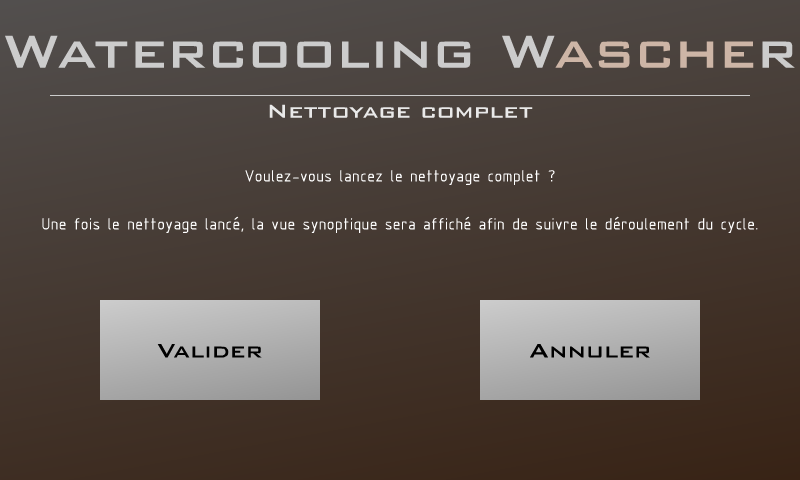 Watercooling Wascher
Nettoyage complet
Voulez-vous lancez le nettoyage complet ?
Une fois le nettoyage lancé, la vue synoptique sera affiché afin de suivre le déroulement du cycle.
Valider
Annuler